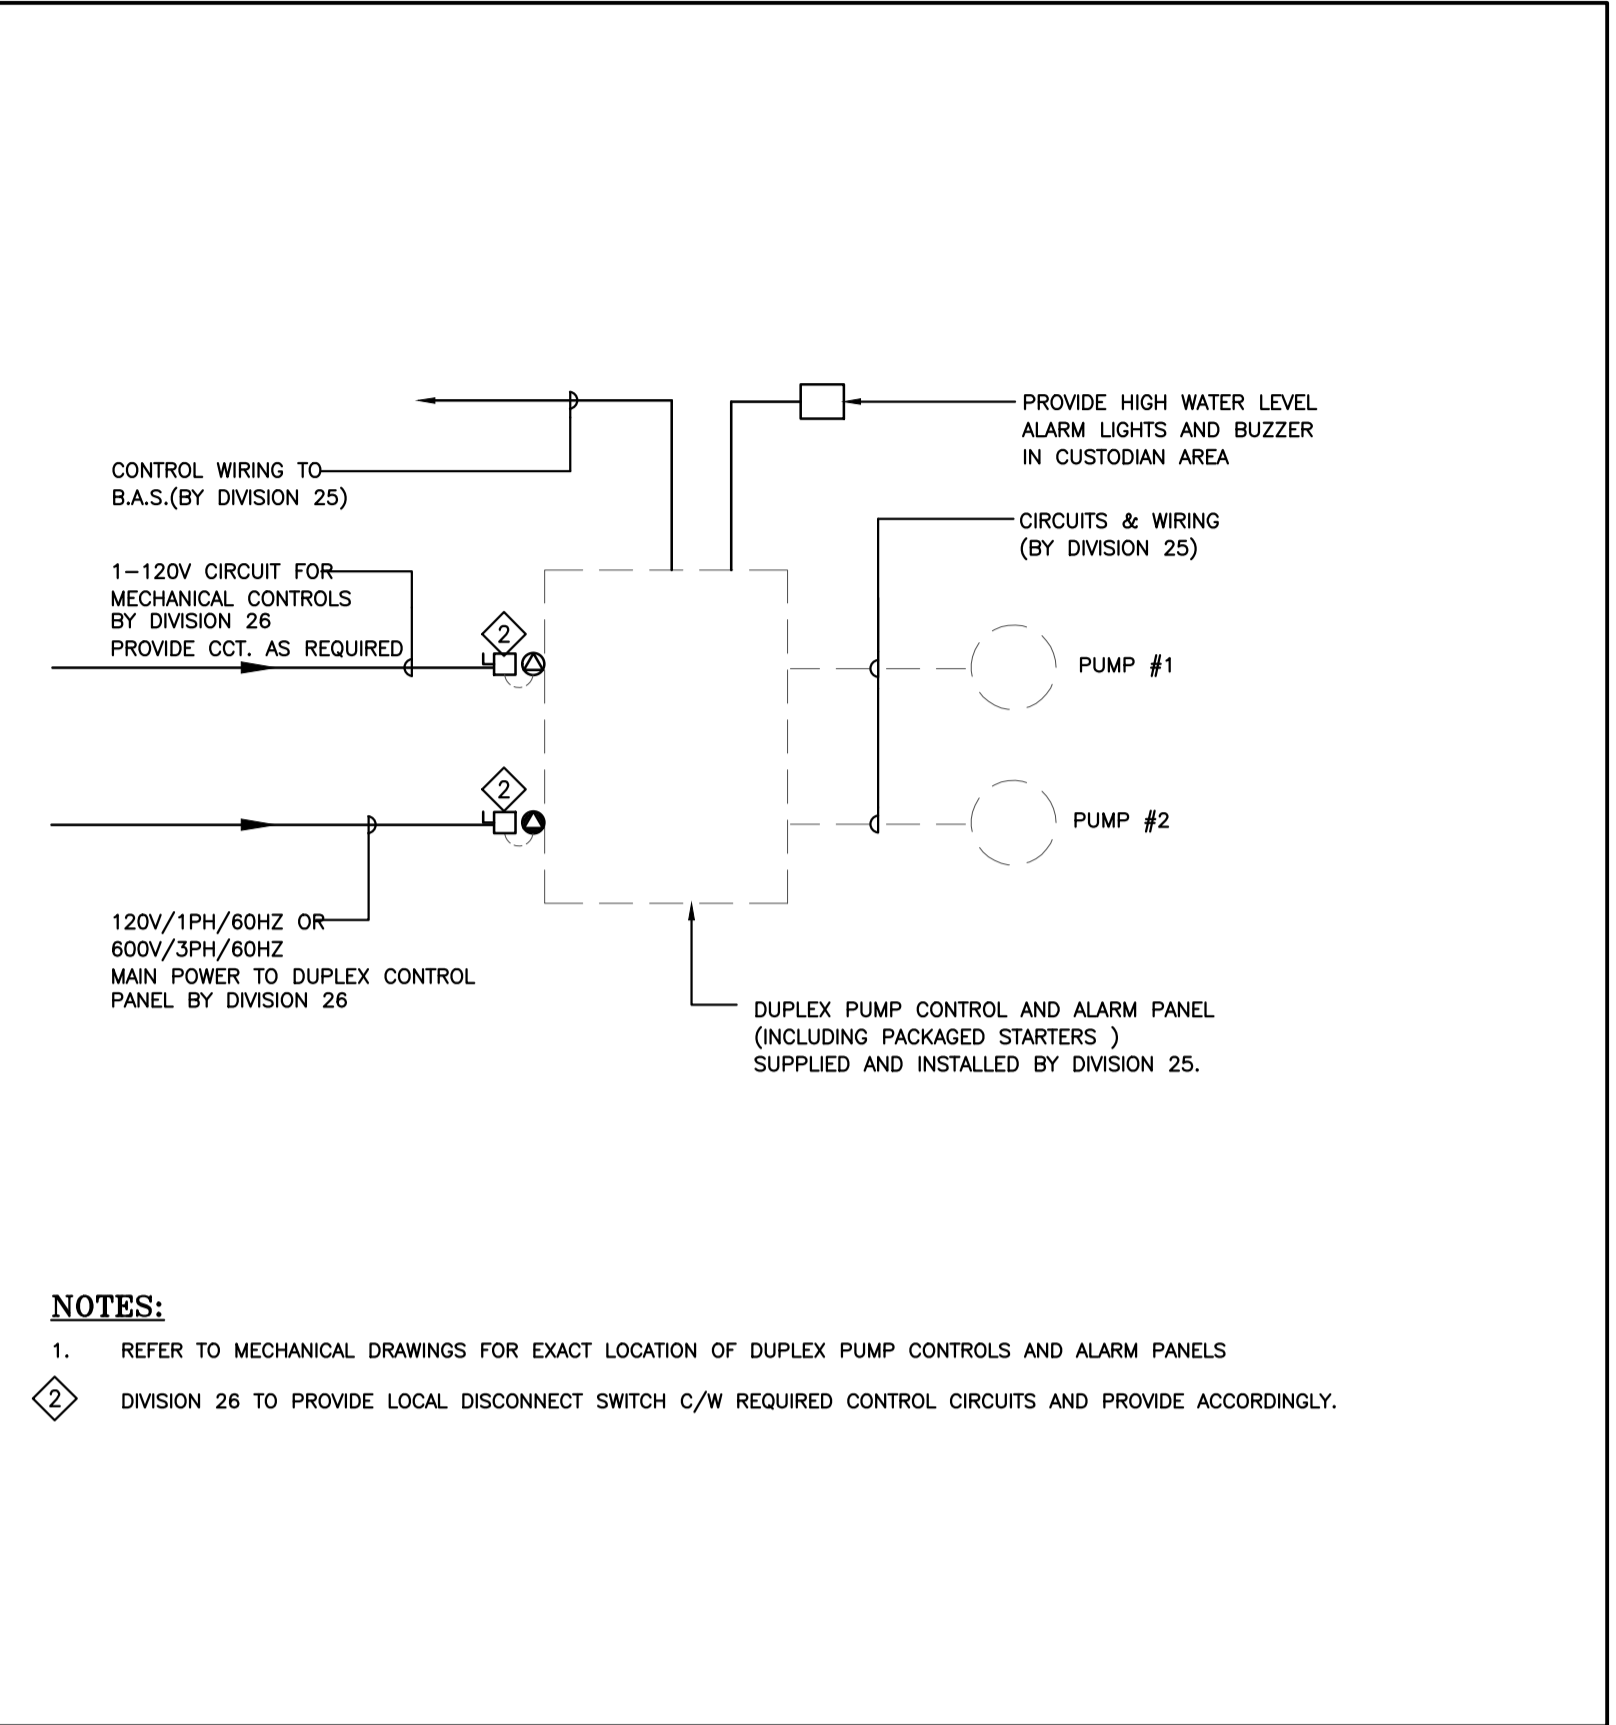 PROVIDE HIGH WATER LEVEL
ALARM LIGHTS AND BUZZER
IN CUSTODIAN AREA
CONTROL WIRING TO
B.A.S.(BY DIVISION 25)
CIRCUITS & WIRING
(BY DIVISION 25)
1-120V CIRCUIT FOR
MECHANICAL CONTROLS
BY DIVISION 26
PROVIDE CCT. AS REQUIRED
2
PUMP #1
2
PUMP #2
120V/1PH/60HZ OR
600V/3PH/60HZ
MAIN POWER TO DUPLEX CONTROL
PANEL BY DIVISION 26
DUPLEX PUMP CONTROL AND ALARM PANEL
(INCLUDING PACKAGED STARTERS )
SUPPLIED AND INSTALLED BY DIVISION 25.
NOTES:
1. REFER TO MECHANICAL DRAWINGS FOR EXACT LOCATION OF DUPLEX PUMP CONTROLS AND ALARM PANELS
2 DIVISION 26 TO PROVIDE LOCAL DISCONNECT SWITCH C/W REQUIRED CONTROL CIRCUITS AND PROVIDE ACCORDINGLY.